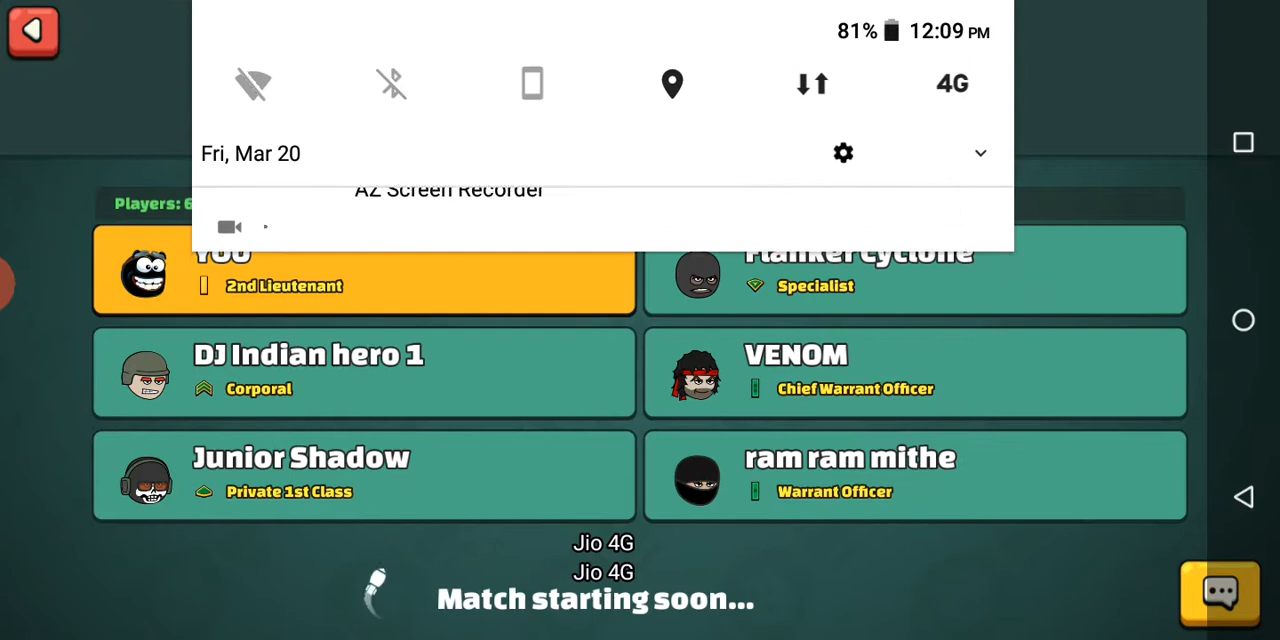 81% 12:09 PM
4G
Fri, Mar 20
AZ Screen Recorder
Players: 6
YOU
2nd Lieutenant
Flanker cyclone
Specialist
DJ Indian hero 1
Corporal
VENOM
Chief Warrant Officer
Junior Shadow
Private 1st Class
ram ram mithe
Warrant Officer
Jio 4G
Jio 4G
Match starting soon...